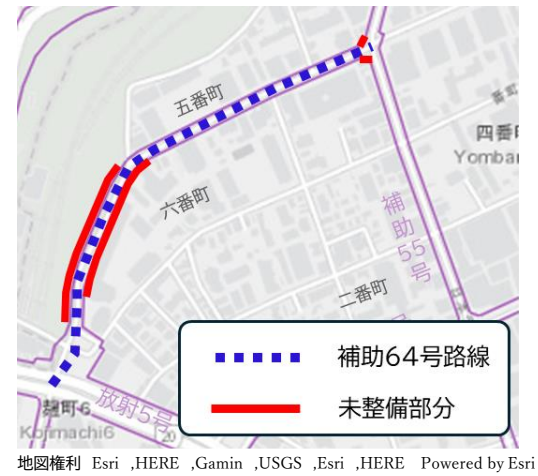 五番町
四番町
Yomban
六番町
補助55号
二番町
補助64号路線
放射5号
麹町6
Kojimachi6
20
未整備部分
地図権利 Esri ,HERE ,Gamin ,USGS ,Esri ,HERE Powered by Esri